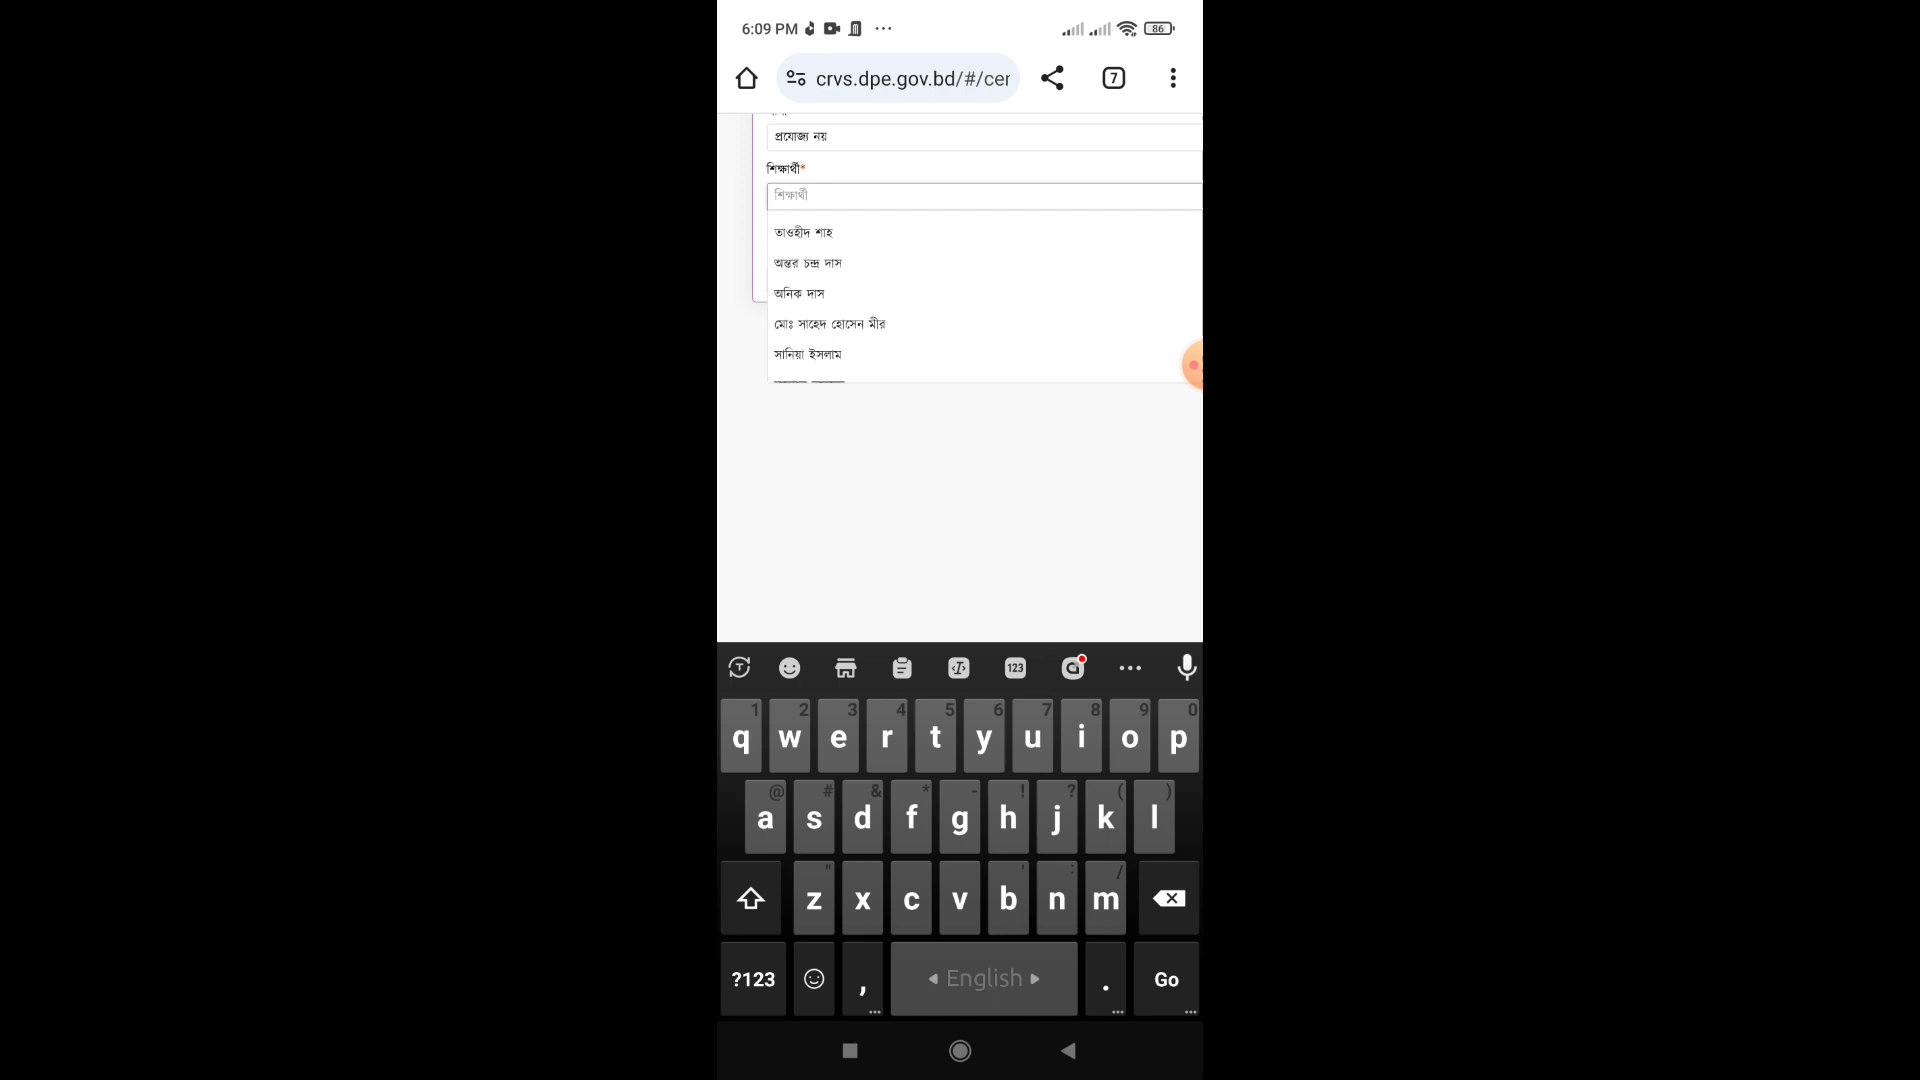 6:09 PM
86
crvs.dpe.gov.bd/#/cer
7
প্রযোজ্য নয়
শিক্ষার্থী*
শিক্ষার্থী
তাওহীদ শাহ
অন্তর চন্দ্র দাস
অনিক দাস
মোঃ সাহেদ হোসেন মীর
সানিয়া ইসলাম
123
1 2 3 4 5 6 7 8 9 0
q w e r t y u i o p
@ # & * - ! ? ( )
a s d f g h j k l
" ' : /
z x c v b n m
?123 , English . Go